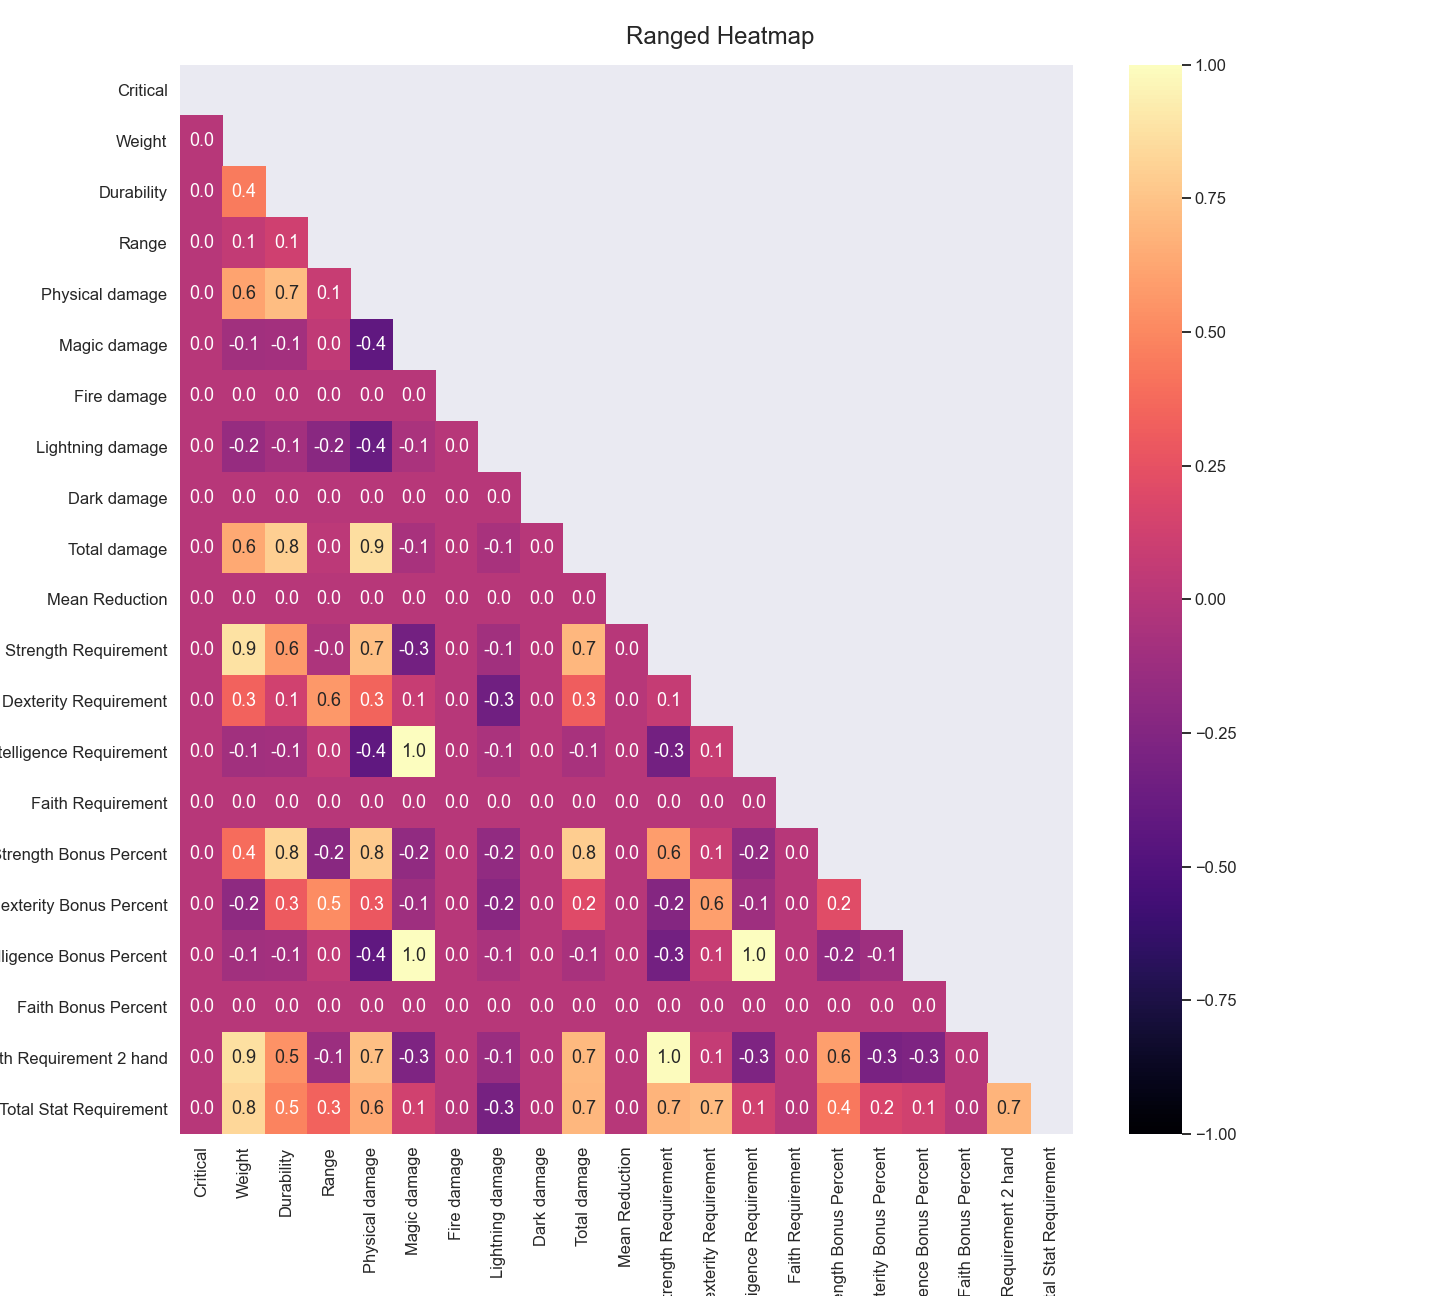 Ranged Heatmap
Critical
Weight 0.0
Durability 0.0 0.4
Range 0.0 0.1 0.1
Physical damage 0.0 0.6 0.7 0.1
Magic damage 0.0 -0.1 -0.1 0.0 -0.4
Fire damage 0.0 0.0 0.0 0.0 0.0 0.0
Lightning damage 0.0 -0.2 -0.1 -0.2 -0.4 -0.1 0.0
Dark damage 0.0 0.0 0.0 0.0 0.0 0.0 0.0 0.0
Total damage 0.0 0.6 0.8 0.0 0.9 -0.1 0.0 -0.1 0.0
Mean Reduction 0.0 0.0 0.0 0.0 0.0 0.0 0.0 0.0 0.0 0.0
Strength Requirement 0.0 0.9 0.6 -0.0 0.7 -0.3 0.0 -0.1 0.0 0.7 0.0
Dexterity Requirement 0.0 0.3 0.1 0.6 0.3 0.1 0.0 -0.3 0.0 0.3 0.0 0.1
telligence Requirement 0.0 -0.1 -0.1 0.0 -0.4 1.0 0.0 -0.1 0.0 -0.1 0.0 -0.3 0.1
Faith Requirement 0.0 0.0 0.0 0.0 0.0 0.0 0.0 0.0 0.0 0.0 0.0 0.0 0.0 0.0
trength Bonus Percent 0.0 0.4 0.8 -0.2 0.8 -0.2 0.0 -0.2 0.0 0.8 0.0 0.6 0.1 -0.2 0.0
exterity Bonus Percent 0.0 -0.2 0.3 0.5 0.3 -0.1 0.0 -0.2 0.0 0.2 0.0 -0.2 0.6 -0.1 0.0 0.2
lligence Bonus Percent 0.0 -0.1 -0.1 0.0 -0.4 1.0 0.0 -0.1 0.0 -0.1 0.0 -0.3 0.1 1.0 0.0 -0.2 -0.1
Faith Bonus Percent 0.0 0.0 0.0 0.0 0.0 0.0 0.0 0.0 0.0 0.0 0.0 0.0 0.0 0.0 0.0 0.0 0.0 0.0
th Requirement 2 hand 0.0 0.9 0.5 -0.1 0.7 -0.3 0.0 -0.1 0.0 0.7 0.0 1.0 0.1 -0.3 0.0 0.6 -0.3 -0.3 0.0
Total Stat Requirement 0.0 0.8 0.5 0.3 0.6 0.1 0.0 -0.3 0.0 0.7 0.0 0.7 0.7 0.1 0.0 0.4 0.2 0.1 0.0 0.7
Critical
Weight
Durability
Range
Physical damage
Magic damage
Fire damage
Lightning damage
Dark damage
Total damage
Mean Reduction
trength Requirement
exterity Requirement
igence Requirement
Faith Requirement
ength Bonus Percent
terity Bonus Percent
ence Bonus Percent
Faith Bonus Percent
Requirement 2 hand
tal Stat Requirement
1.00
0.75
0.50
0.25
0.00
−0.25
−0.50
−0.75
−1.00